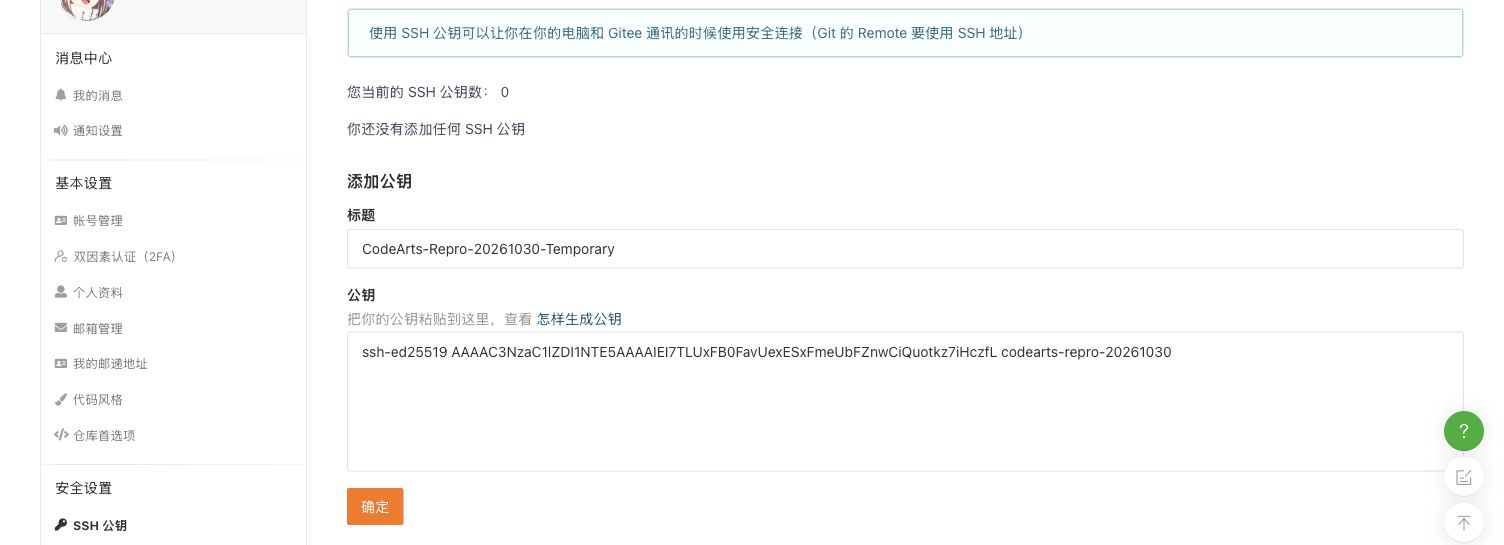 消息中心
我的消息
通知设置
基本设置
帐号管理
双因素认证（2FA）
个人资料
邮箱管理
我的邮递地址
代码风格
仓库首选项
安全设置
SSH 公钥
使用 SSH 公钥可以让你在你的电脑和 Gitee 通讯的时候使用安全连接（Git 的 Remote 要使用 SSH 地址）
您当前的 SSH 公钥数： 0
你还没有添加任何 SSH 公钥
添加公钥
标题
CodeArts-Repro-20261030-Temporary
公钥
把你的公钥粘贴到这里，查看 怎样生成公钥
ssh-ed25519 AAAAC3NzaC1lZDI1NTE5AAAAIEI7TLUxFB0FavUexESxFmeUbFZnwCiQuotkz7iHczfL codearts-repro-20261030
确定
?